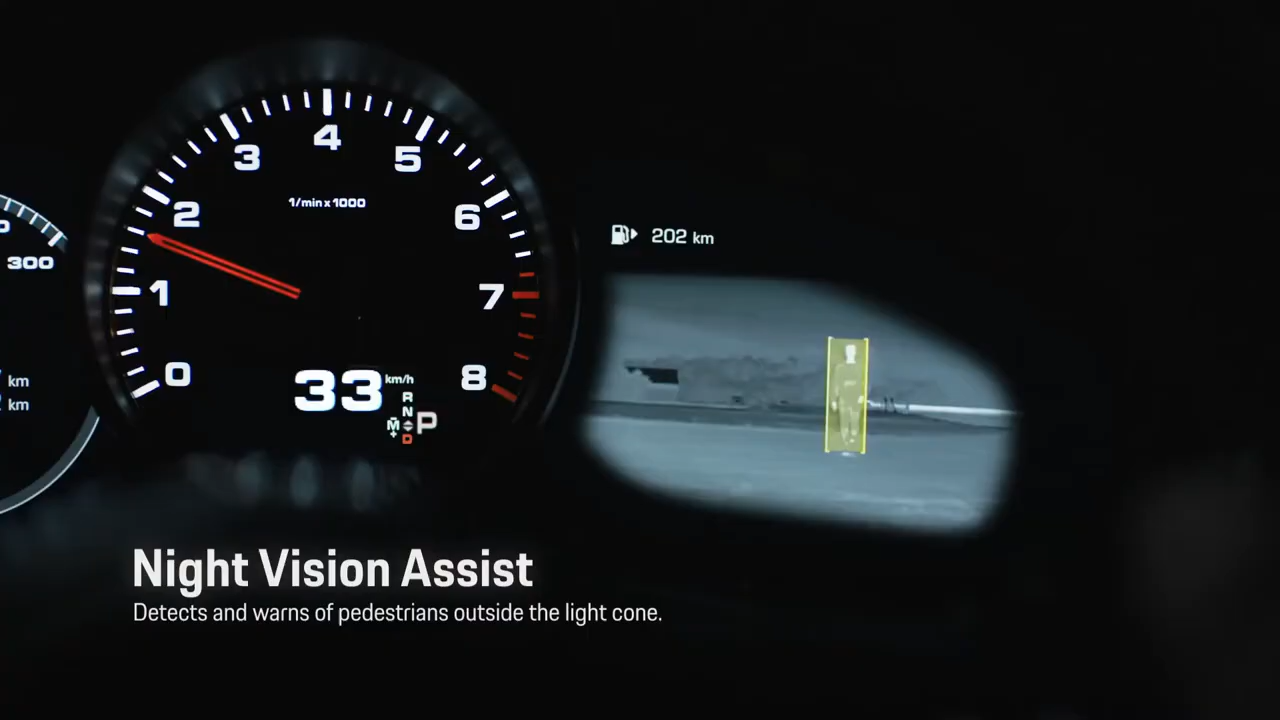 4
3
5
2
6
1/min x 1000
1
7
0
8
300
33 km/h
R
N
D
M
+
P
km
km
202 km
Night Vision Assist
Detects and warns of pedestrians outside the light cone.